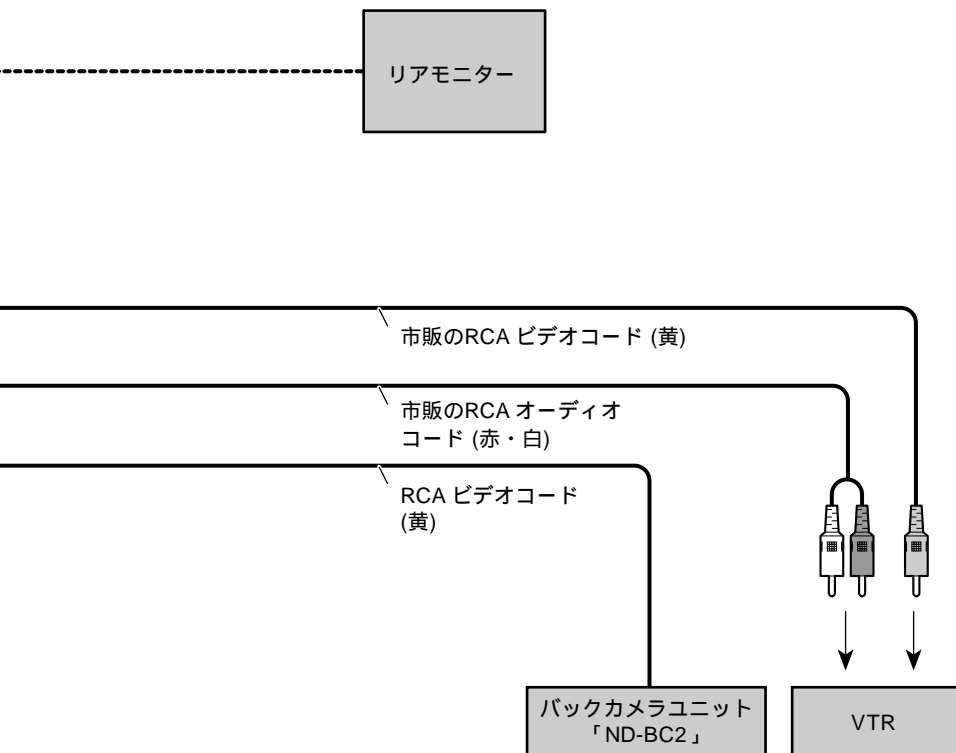 リアモニター
市販のRCA ビデオコード (黄)
市販のRCA オーディオ
コード (赤・白)
RCA ビデオコード
(黄)
バックカメラユニット
「ND-BC2」
VTR